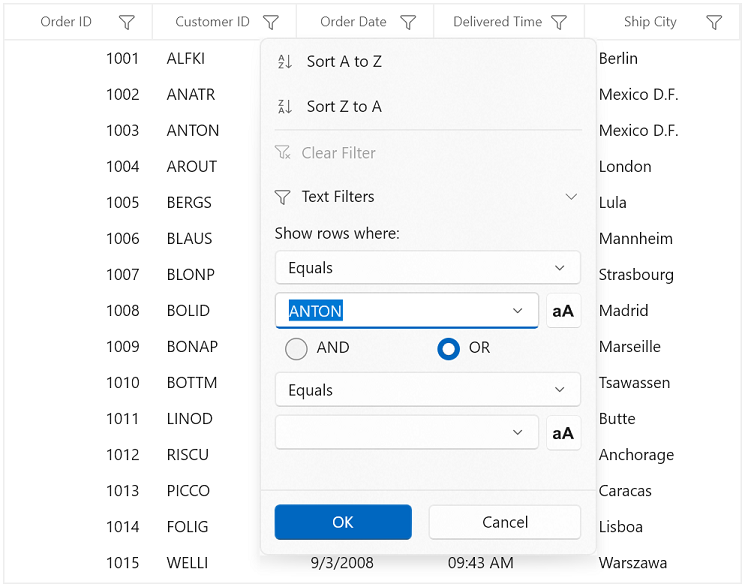 Order ID Customer ID Order Date Delivered Time Ship City
1001 ALFKI Berlin
Sort A to Z
1002 ANATR Mexico D.F.
Sort Z to A
1003 ANTON Mexico D.F.
Clear Filter
1004 AROUT London
Text Filters
1005 BERGS Lula
Show rows where:
1006 BLAUS Mannheim
Equals
1007 BLONP Strasbourg
1008 BOLID ANTON aA Madrid
1009 BONAP AND OR Marseille
1010 BOTTM Equals Tsawassen
1011 LINOD Butte
aA
1012 RISCU Anchorage
1013 PICCO Caracas
1014 FOLIG OK Cancel Lisboa
1015 WELLI 9/3/2008 09:43 AM Warszawa